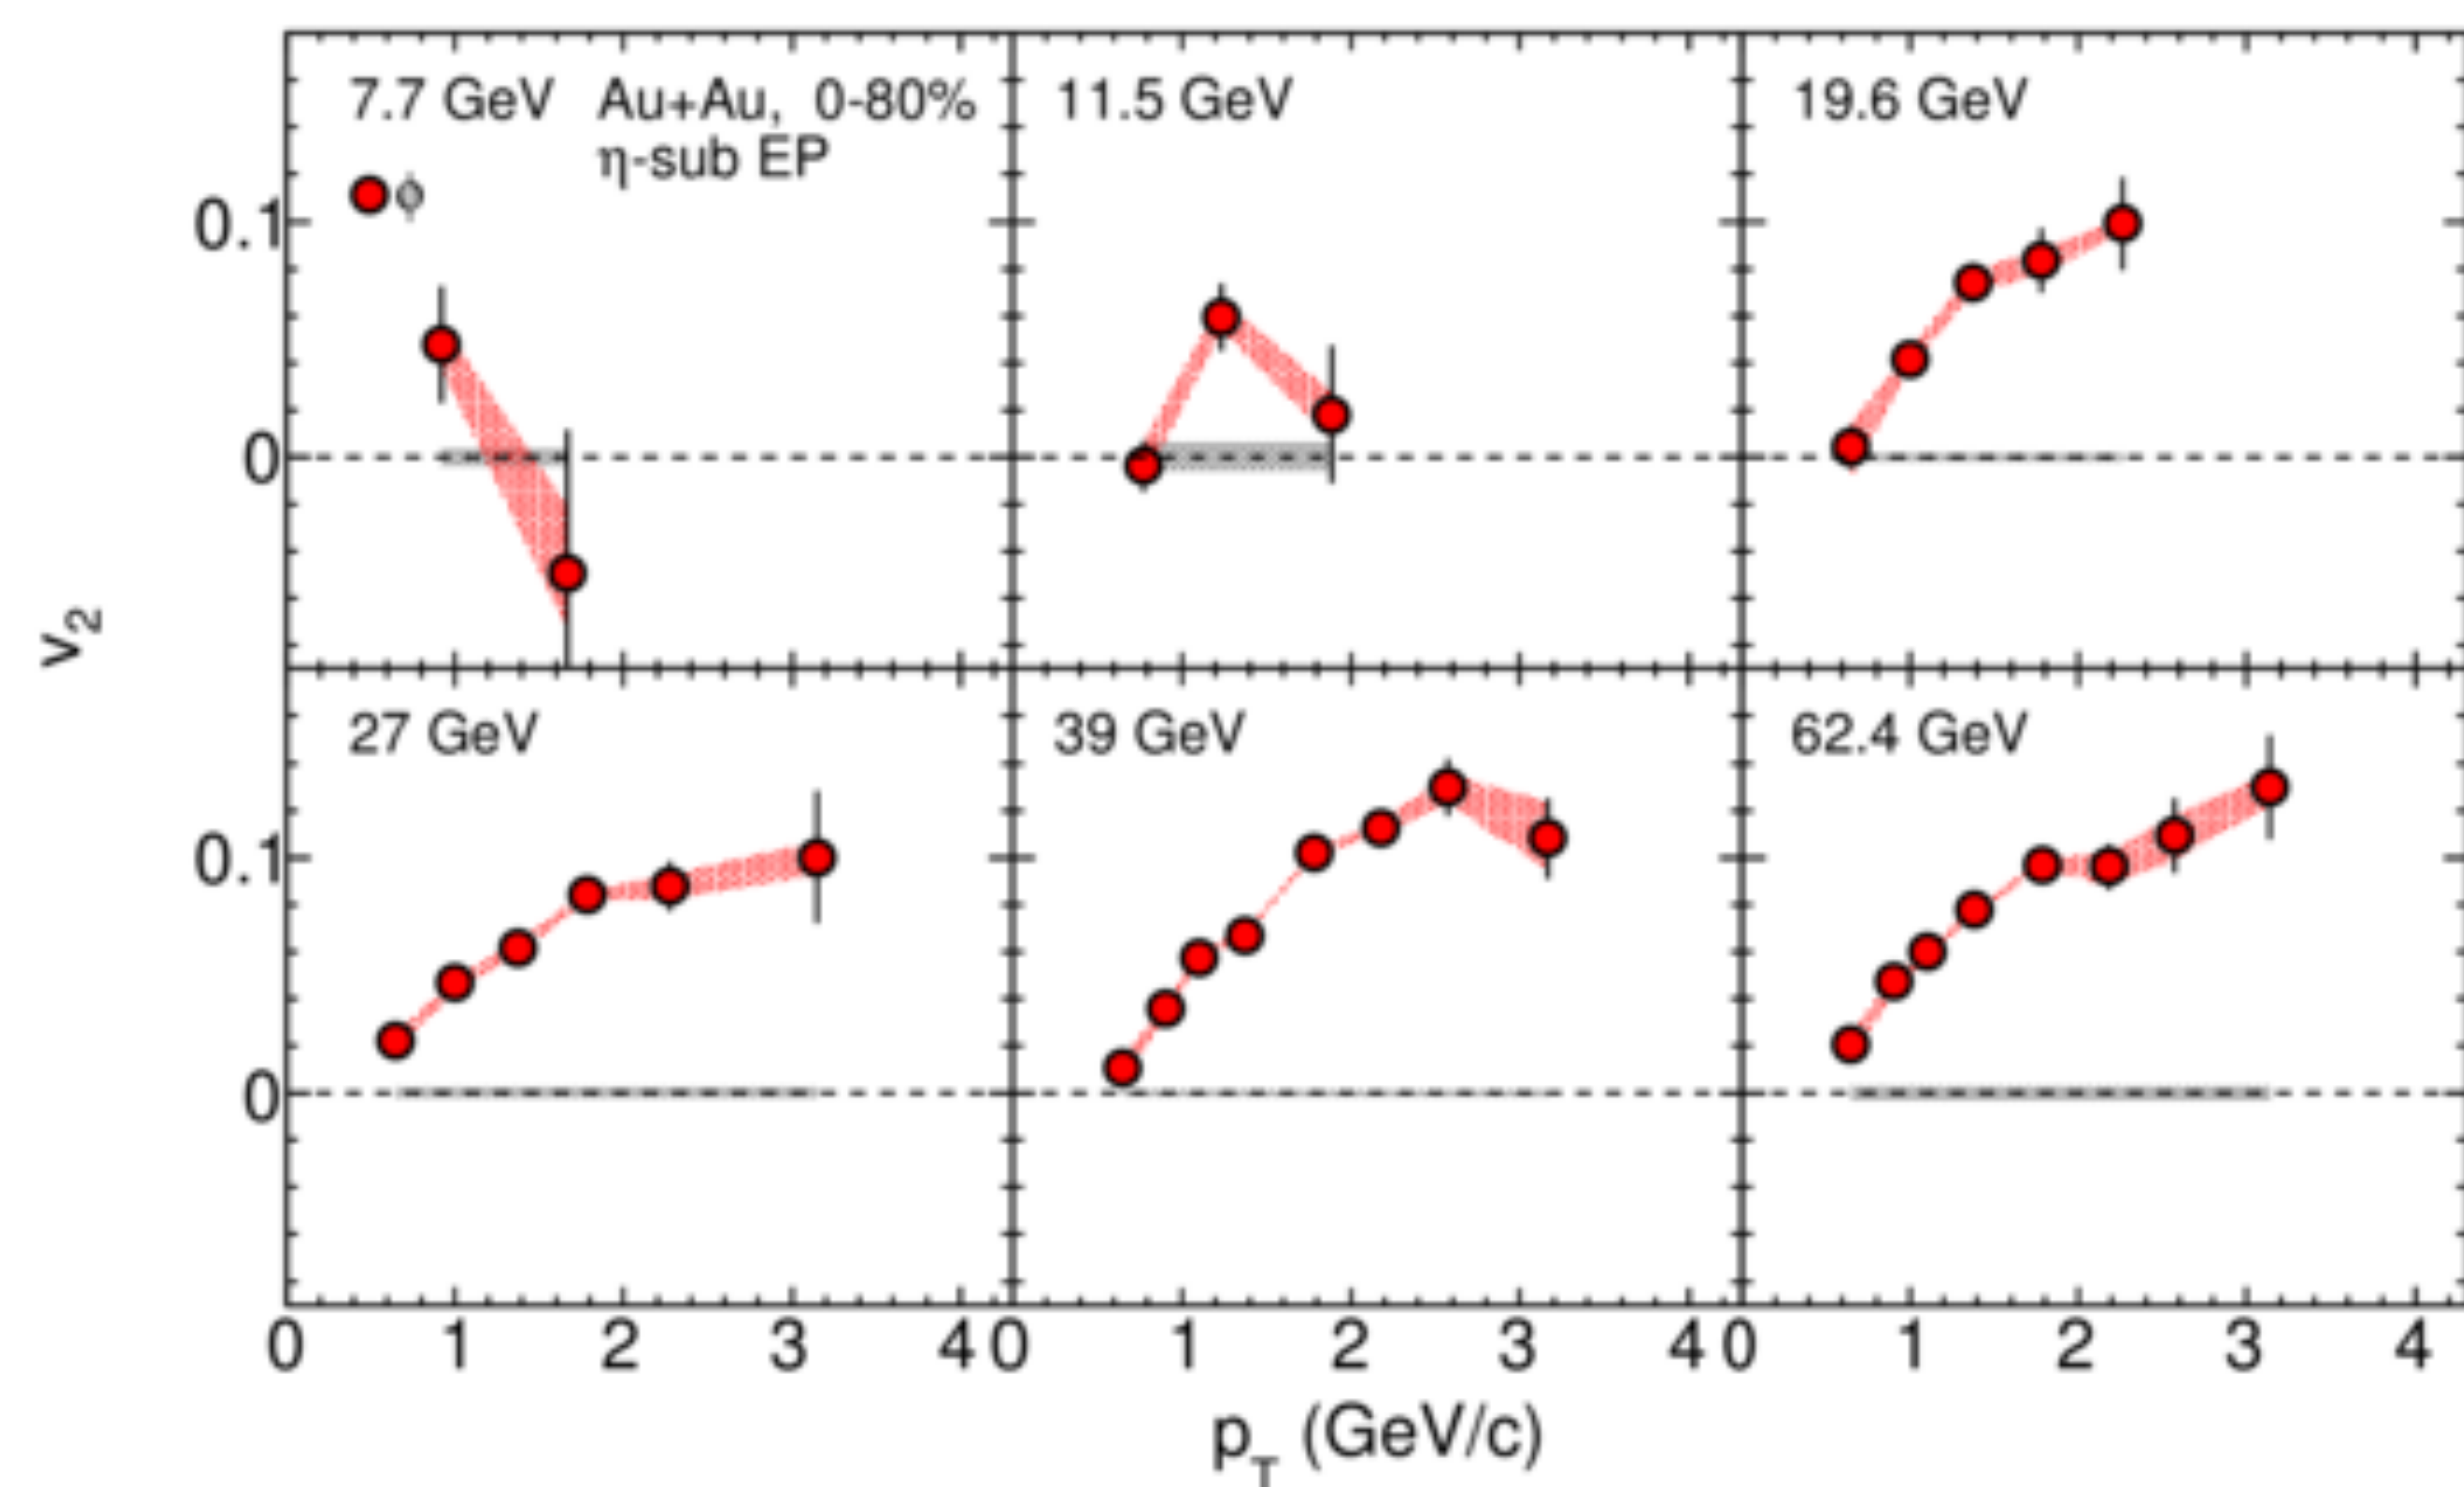 7.7 GeV Au+Au, 0-80%
η-sub EP
ϕ
11.5 GeV
19.6 GeV
0.1
0
v2
27 GeV
39 GeV
62.4 GeV
0.1
0
0 1 2 3 4 0 1 2 3 4 0 1 2 3 4
pT (GeV/c)